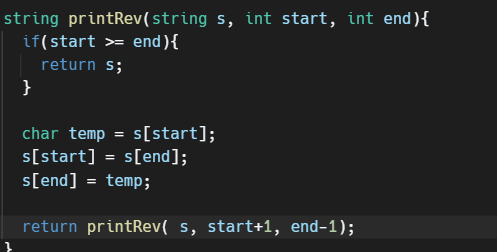 string printRev(string s, int start, int end){
if(start >= end){
return s;
}
char temp = s[start];
s[start] = s[end];
s[end] = temp;
return printRev( s, start+1, end-1);
}